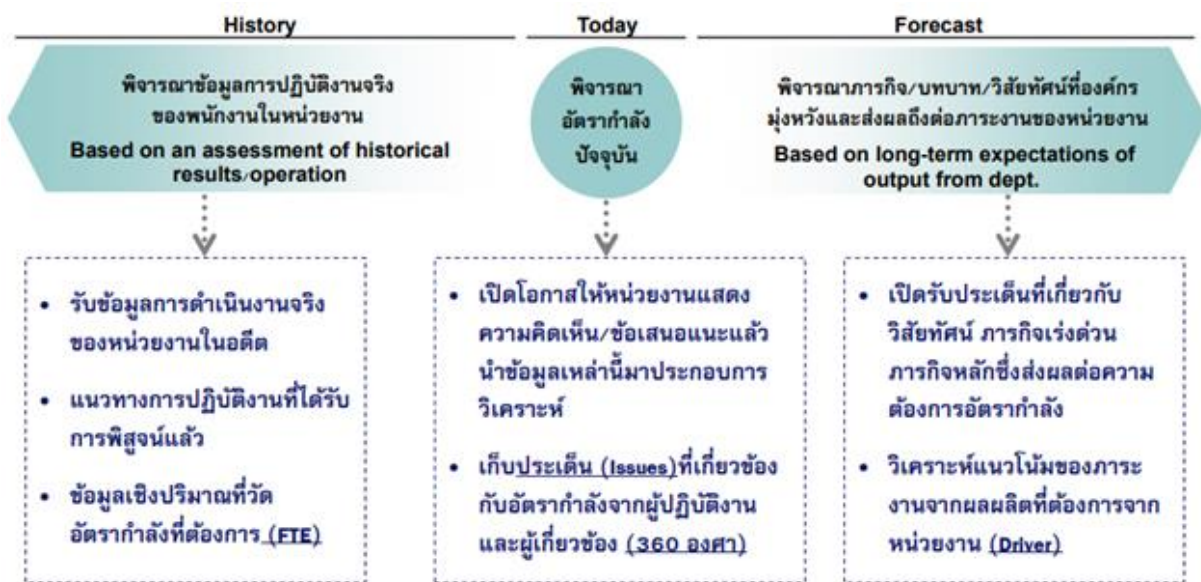 History
Today
Forecast
พิจารณาข้อมูลการปฏิบัติงานจริง
ของพนักงานในหน่วยงาน
Based on an assessment of historical
results/operation
พิจารณา
อัตรากำลัง
ปัจจุบัน
พิจารณาภารกิจ/บทบาท/วิสัยทัศน์ที่องค์กร
มุ่งหวังและส่งผลถึงต่อภาระงานของหน่วยงาน
Based on long-term expectations of
output from dept.
• รับข้อมูลการดำเนินงานจริง
ของหน่วยงานในอดีต
• แนวทางการปฏิบัติงานที่ได้รับ
การพิสูจน์แล้ว
• ข้อมูลเชิงปริมาณที่วัด
อัตรากำลังที่ต้องการ (FTE)
• เปิดโอกาสให้หน่วยงานแสดง
ความคิดเห็น/ข้อเสนอแนะแล้ว
นำข้อมูลเหล่านี้มาประกอบการ
วิเคราะห์
• เก็บประเด็น (Issues)ที่เกี่ยวข้อง
กับอัตรากำลังจากผู้ปฏิบัติงาน
และผู้เกี่ยวข้อง (360 องศา)
• เปิดรับประเด็นที่เกี่ยวกับ
วิสัยทัศน์ ภารกิจเร่งด่วน
ภารกิจหลักซึ่งส่งผลต่อความ
ต้องการอัตรากำลัง
• วิเคราะห์แนวโน้มของภาระ
งานจากผลผลิตที่ต้องการจาก
หน่วยงาน (Driver)